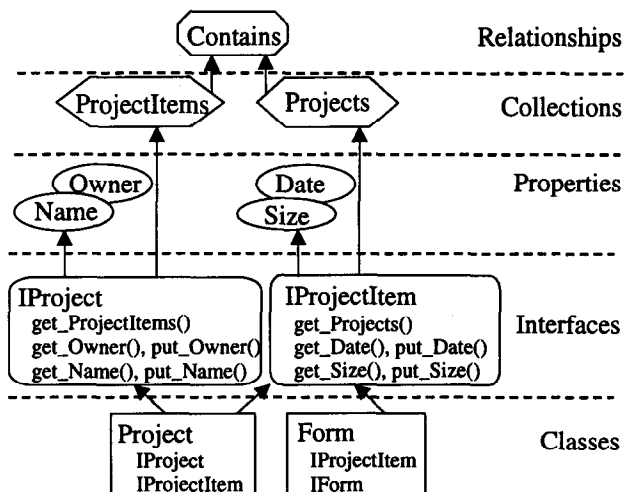 Contains
Relationships
ProjectItems
Projects
Collections
Owner
Date
Properties
Name
Size
IProject
get_ProjectItems()
get_Owner(), put_Owner()
get_Name(), put_Name()
IProjectItem
get_Projects()
get_Date(), put_Date()
get_Size(), put_Size()
Interfaces
Project
IProject
IProjectItem
Form
IProjectItem
IForm
Classes